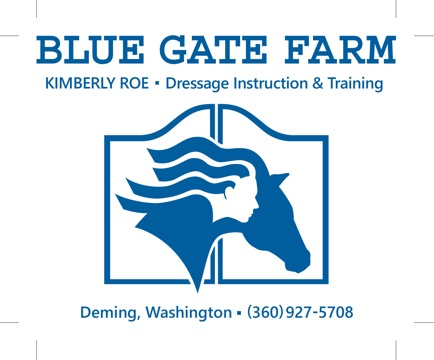 BLUE GATE FARM
KIMBERLY ROE ▪ Dressage Instruction & Training
Deming, Washington ▪ (360) 927-5708